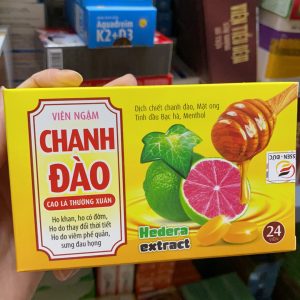 Aquadreim
K2+D3
VIÊN NGẬM
CHANH
ĐÀO
CAO LÁ THƯỜNG XUÂN
Ho khan, ho có đờm,
Ho do thay đổi thời tiết
Ho do viêm phế quản,
sưng đau họng
Dịch chiết chanh đào, Mật ong
Tinh dầu Bạc hà, Menthol
Hedera
extract
24